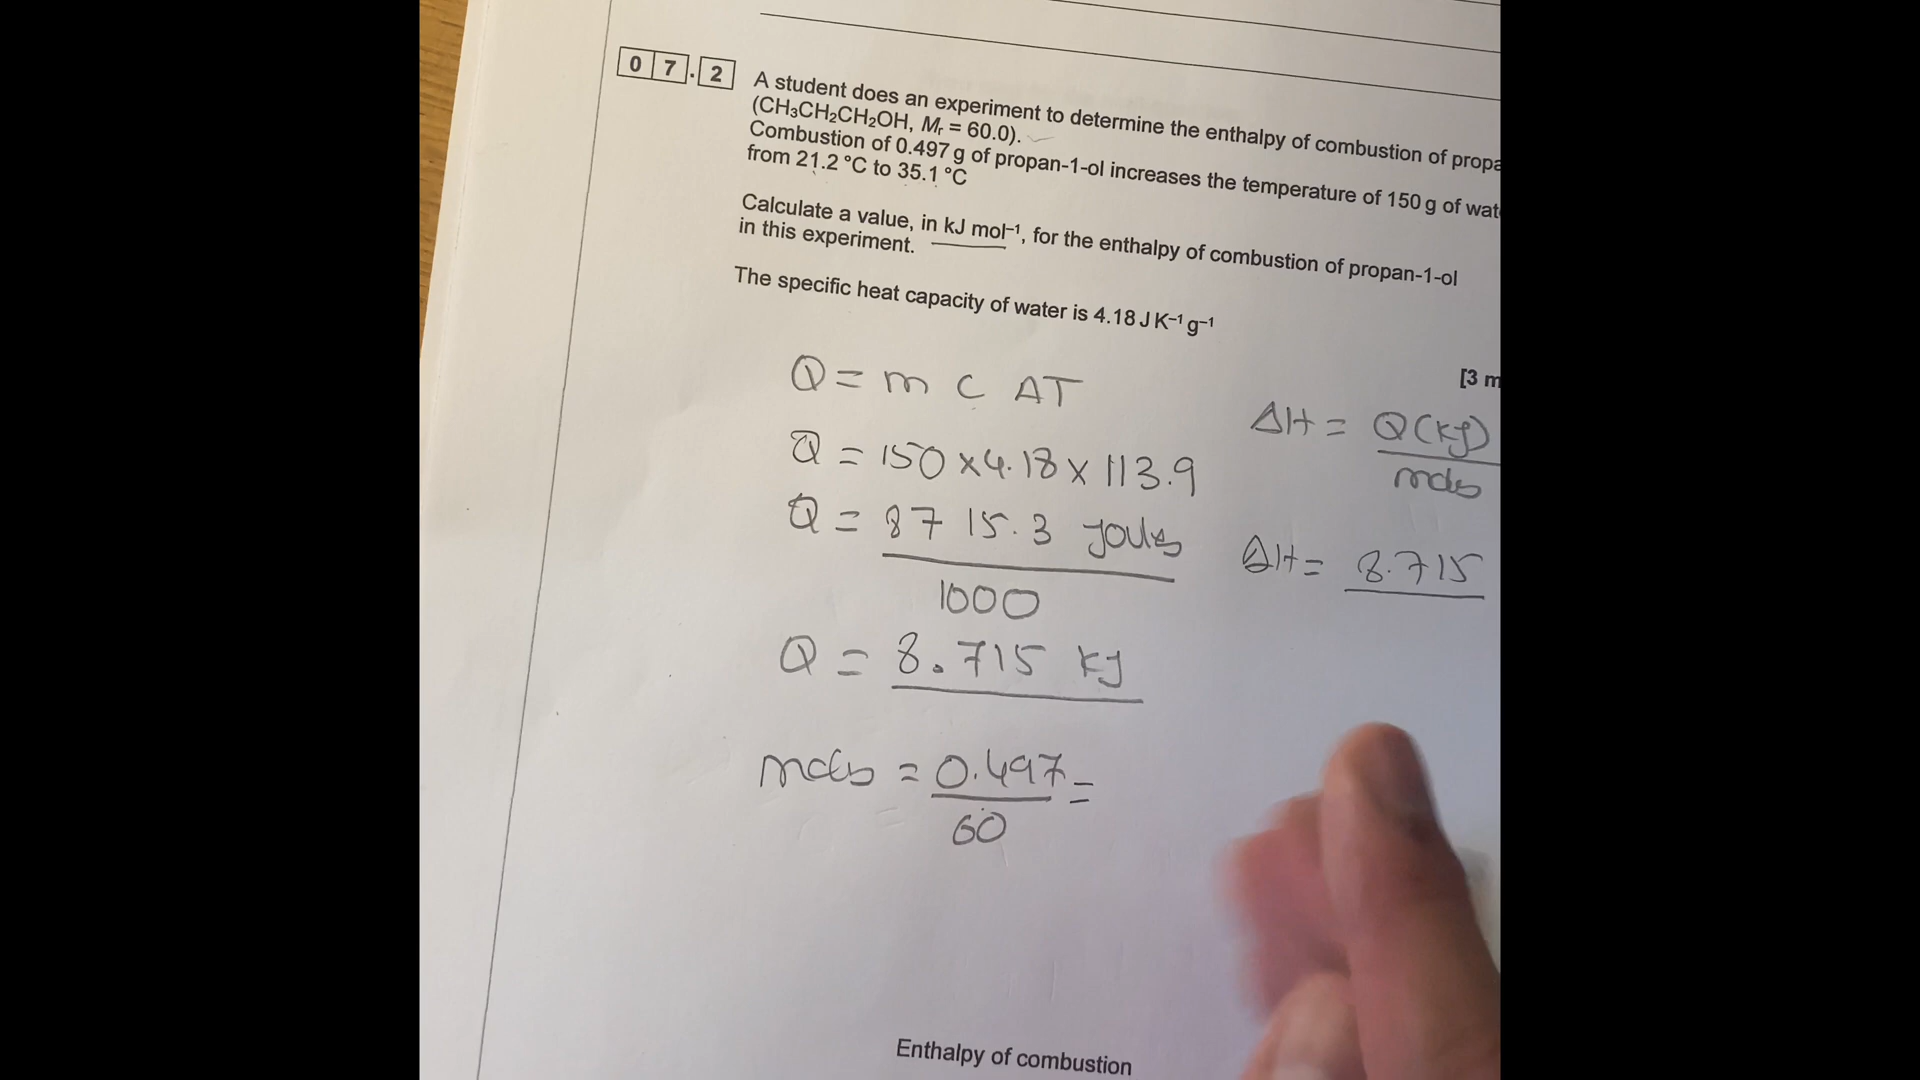 07.2
A student does an experiment to determine the enthalpy of combustion of propa
(CH₃CH₂CH₂OH, Mr = 60.0).
Combustion of 0.497 g of propan-1-ol increases the temperature of 150 g of wat
from 21.2 °C to 35.1 °C
Calculate a value, in kJ mol⁻¹, for the enthalpy of combustion of propan-1-ol
in this experiment.
The specific heat capacity of water is 4.18 J K⁻¹ g⁻¹
[3 m
Q = m c ΔT
Q = 150 × 4.18 × 113.9
Q = 8715.3 joules
1000
Q = 8.715 kJ
moles = 0.497 =
60
ΔH = Q (kJ)
moles
ΔH = 8.715
Enthalpy of combustion